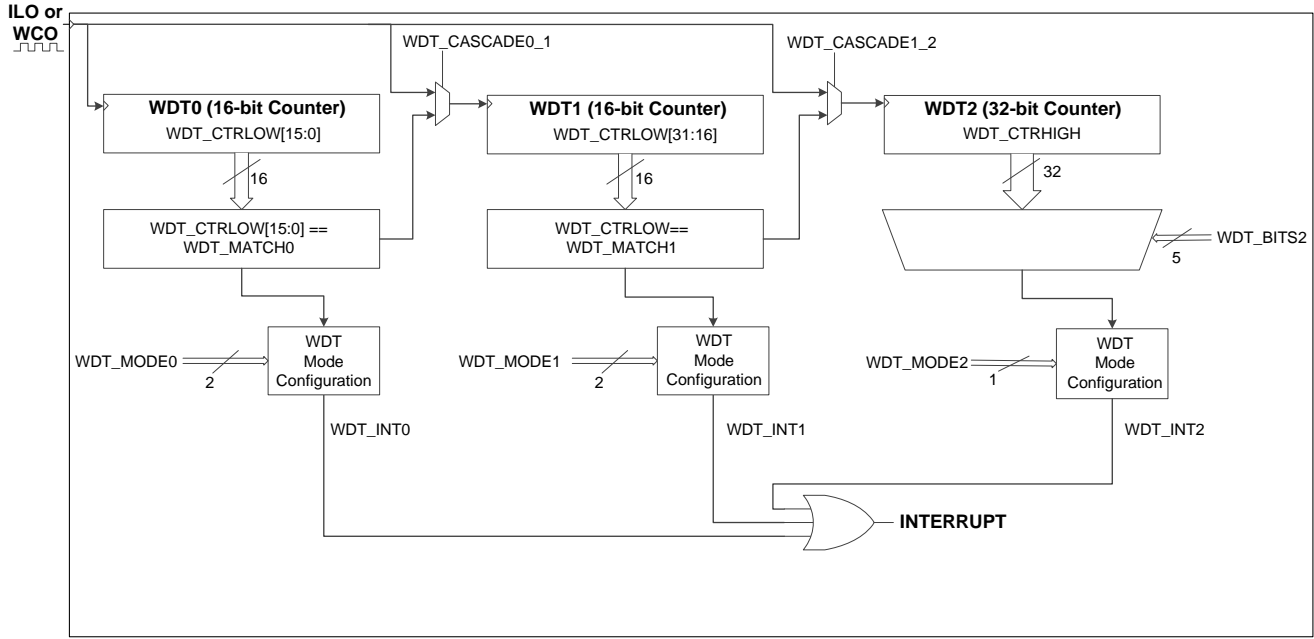 ILO or
WCO
WDT_CASCADE0_1
WDT_CASCADE1_2
WDT0 (16-bit Counter)
WDT_CTRLOW[15:0]
WDT1 (16-bit Counter)
WDT_CTRLOW[31:16]
WDT2 (32-bit Counter)
WDT_CTRHIGH
16
16
32
WDT_CTRLOW[15:0] ==
WDT_MATCH0
WDT_CTRLOW==
WDT_MATCH1
WDT_BITS2
5
WDT_MODE0
2
WDT
Mode
Configuration
WDT_MODE1
2
WDT
Mode
Configuration
WDT_MODE2
1
WDT
Mode
Configuration
WDT_INT0
WDT_INT1
WDT_INT2
INTERRUPT